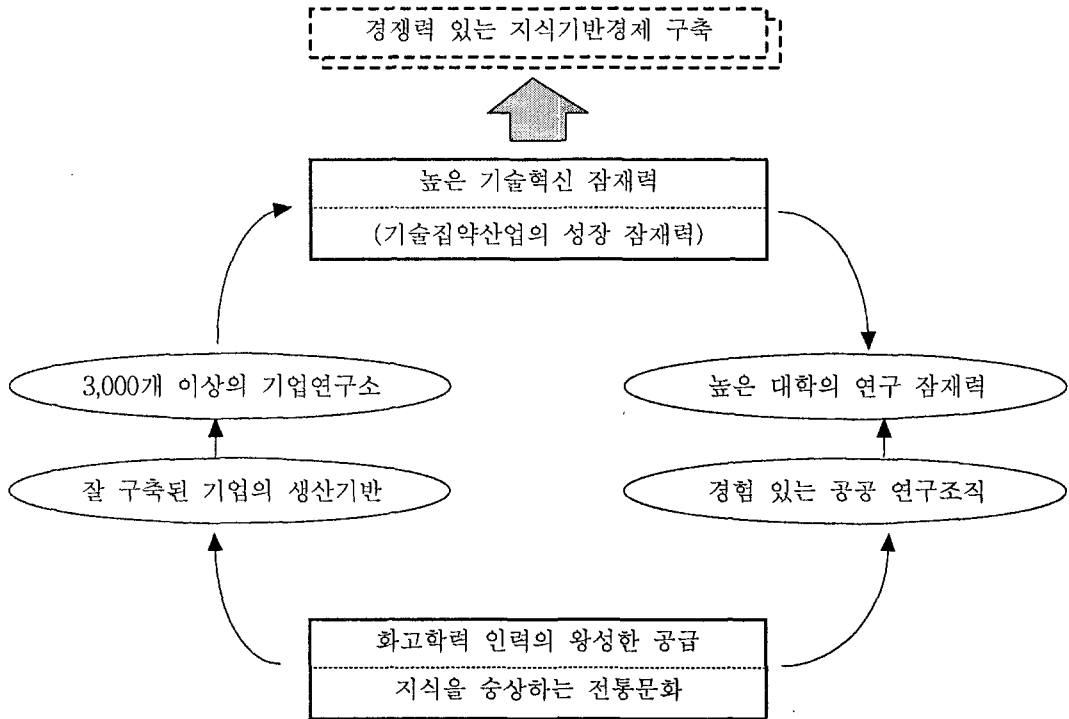 경쟁력 있는 지식기반경제 구축
높은 기술혁신 잠재력
(기술집약산업의 성장 잠재력)
3,000개 이상의 기업연구소
높은 대학의 연구 잠재력
잘 구축된 기업의 생산기반
경험 있는 공공 연구조직
화고학력 인력의 왕성한 공급
지식을 숭상하는 전통문화